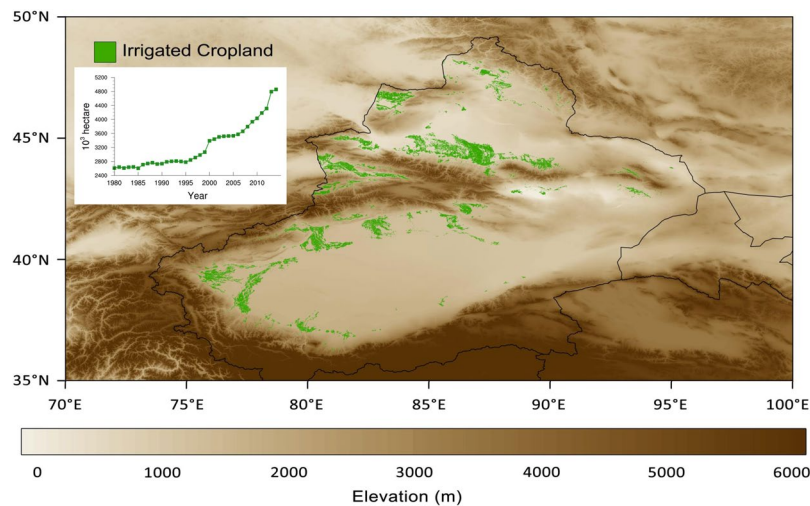 50°N
Irrigated Cropland
5200
4800
4400
4000
3600
3200
2800
2400
10³ hectare
1980 1985 1990 1995 2000 2005 2010
Year
45°N
40°N
35°N
70°E 75°E 80°E 85°E 90°E 95°E 100°E
0 1000 2000 3000 4000 5000 6000
Elevation (m)